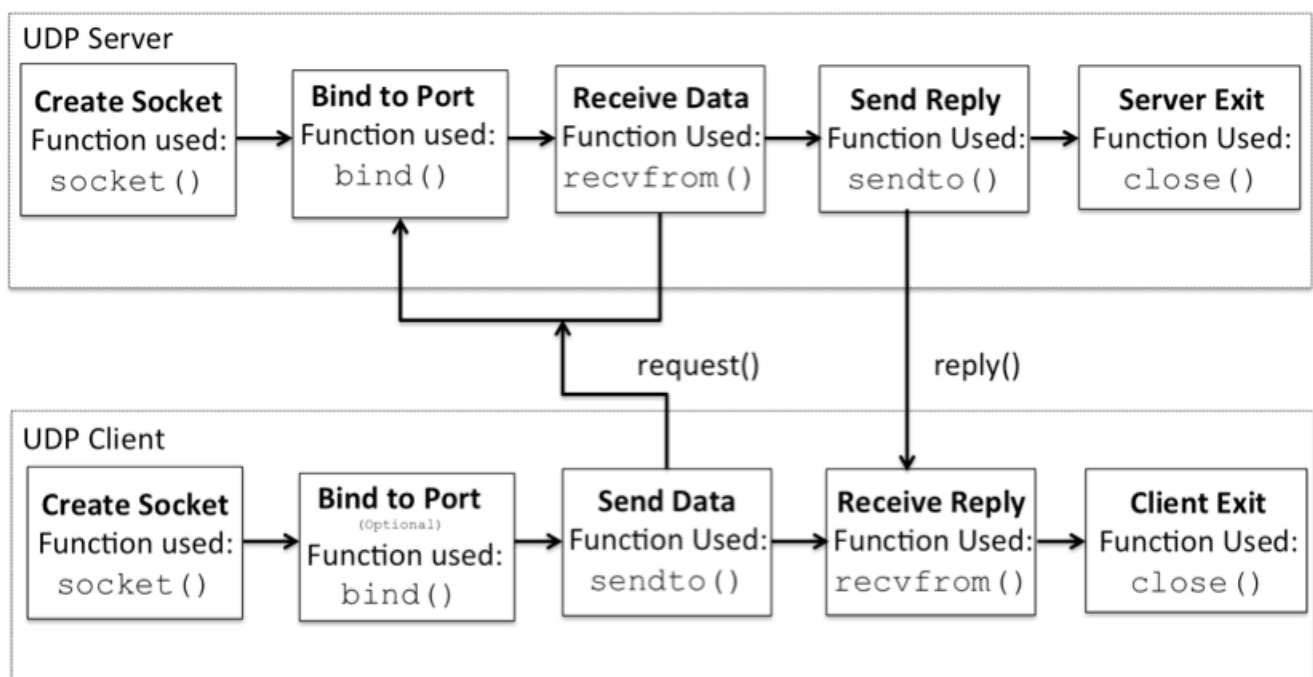 UDP Server
Create Socket
Function used:
socket()
Bind to Port
Function used:
bind()
Receive Data
Function Used:
recvfrom()
Send Reply
Function Used:
sendto()
Server Exit
Function Used:
close()
request()
reply()
UDP Client
Create Socket
Function used:
socket()
Bind to Port
(Optional)
Function used:
bind()
Send Data
Function Used:
sendto()
Receive Reply
Function Used:
recvfrom()
Client Exit
Function Used:
close()